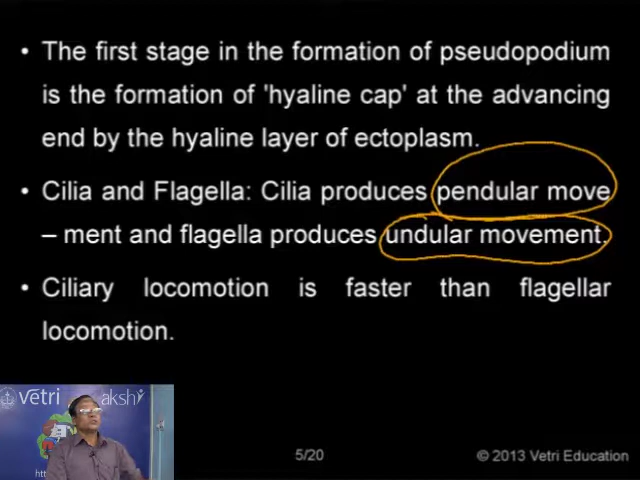 • The first stage in the formation of pseudopodium
is the formation of 'hyaline cap' at the advancing
end by the hyaline layer of ectoplasm.
• Cilia and Flagella: Cilia produces pendular move
– ment and flagella produces undular movement.
• Ciliary locomotion is faster than flagellar
locomotion.
vetri akshi
5/20
© 2013 Vetri Education